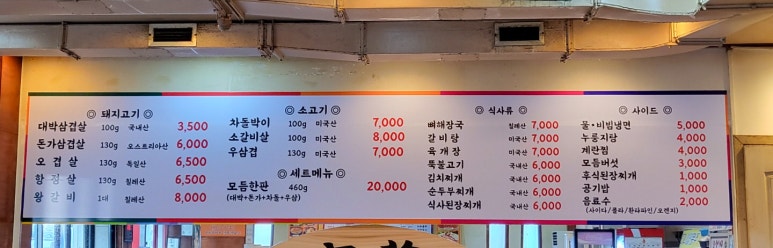 ◎ 돼지고기 ◎
대박삼겹살 100g 국내산 3,500
돈가삼겹살 130g 오스트리아산 6,000
오겹살 130g 독일산 6,500
항정살 130g 칠레산 6,500
왕갈비 1대 칠레산 8,000
◎ 소고기 ◎
차돌박이 100g 미국산 7,000
소갈비살 100g 미국산 8,000
우삼겹 130g 미국산 7,000
◎ 세트메뉴 ◎
모듬한판 460g 20,000
(대박+돈가+차돌+우삼)
◎ 식사류 ◎
뼈해장국 칠레산 7,000
갈비탕 미국산 7,000
육개장 미국산 7,000
뚝불고기 미국산 6,000
김치찌개 국내산 6,000
순두부찌개 미국산 6,000
식사된장찌개 국내산 6,000
◎ 사이드 ◎
물·비빔냉면 5,000
누룽지탕 4,000
계란찜 4,000
모듬버섯 3,000
후식된장찌개 1,000
공기밥 1,000
음료수 2,000
(사이다/콜라/환타파인/오렌지)